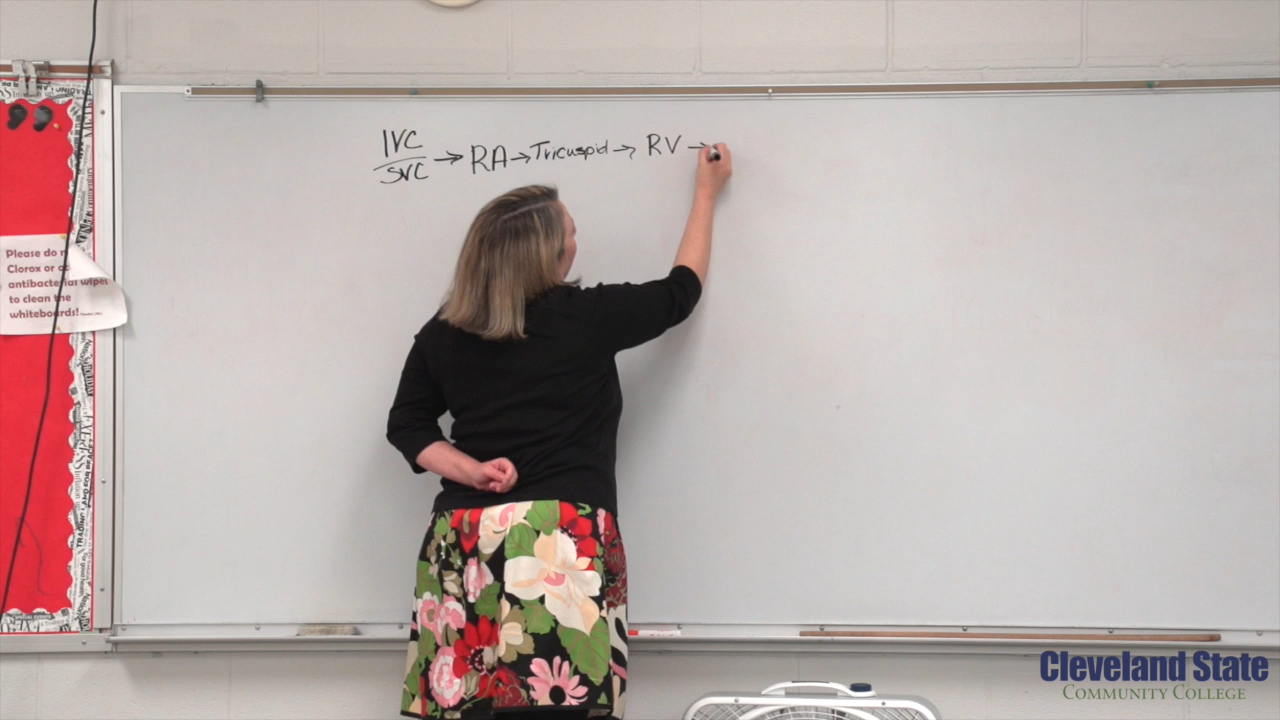 IVC
SVC → RA → Tricuspid → RV →
Please do
Clorox or
antibacterial wipes
to clean the
whiteboards!
Cleveland State
COMMUNITY COLLEGE